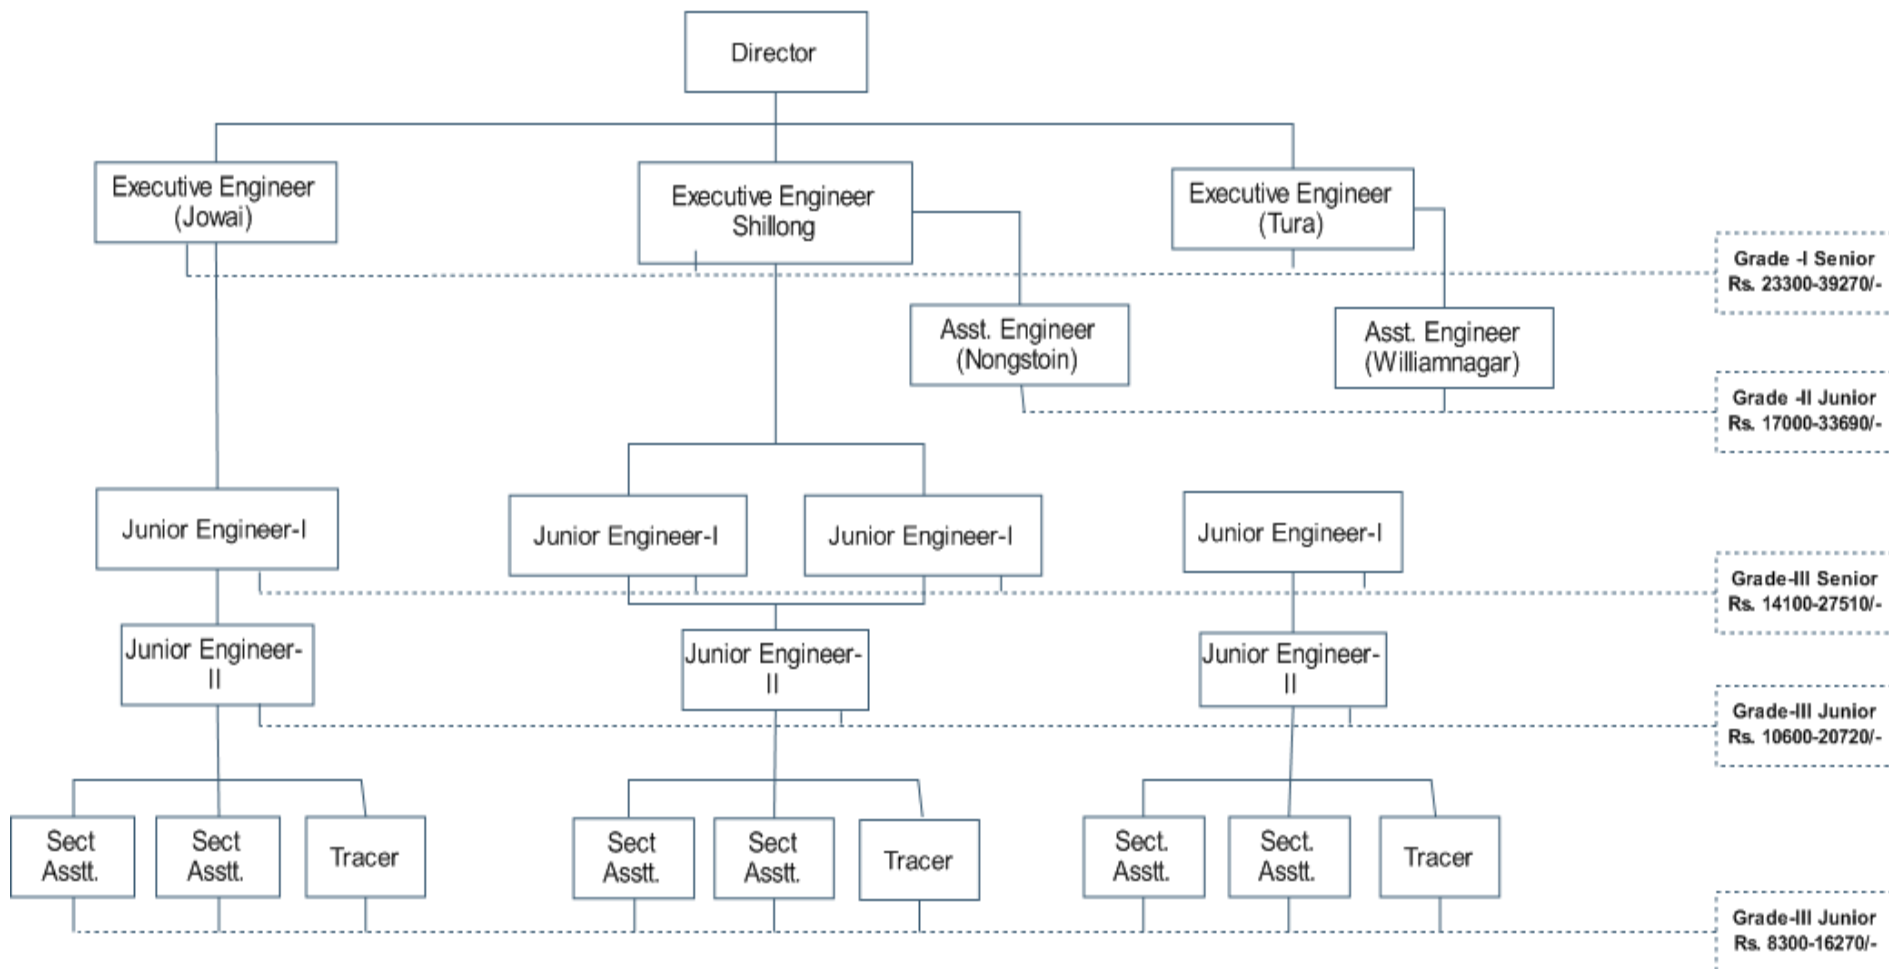 Director
Executive Engineer
(Jowai)
Executive Engineer
Shillong
Executive Engineer
(Tura)
Grade -I Senior
Rs. 23300-39270/-
Asst. Engineer
(Nongstoin)
Asst. Engineer
(Williamnagar)
Grade -II Junior
Rs. 17000-33690/-
Junior Engineer-I
Junior Engineer-I
Junior Engineer-I
Junior Engineer-I
Grade-III Senior
Rs. 14100-27510/-
Junior Engineer-
II
Junior Engineer-
II
Junior Engineer-
II
Grade-III Junior
Rs. 10600-20720/-
Sect
Asstt.
Sect
Asstt.
Tracer
Sect
Asstt.
Sect
Asstt.
Tracer
Sect.
Asstt.
Sect.
Asstt.
Tracer
Grade-III Junior
Rs. 8300-16270/-